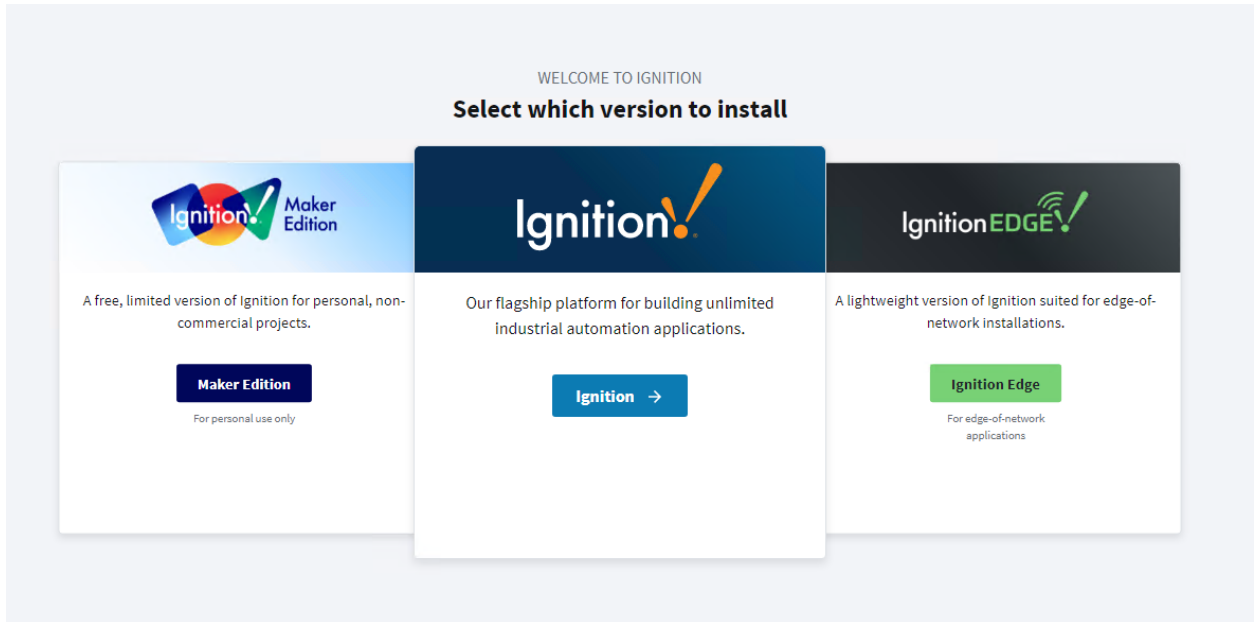 WELCOME TO IGNITION
Select which version to install
Ignition!
Maker
Edition
A free, limited version of Ignition for personal, non-
commercial projects.
Maker Edition
For personal use only
Ignition!
Our flagship platform for building unlimited
industrial automation applications.
Ignition →
Ignition EDGE!
A lightweight version of Ignition suited for edge-of-
network installations.
Ignition Edge
For edge-of-network
applications